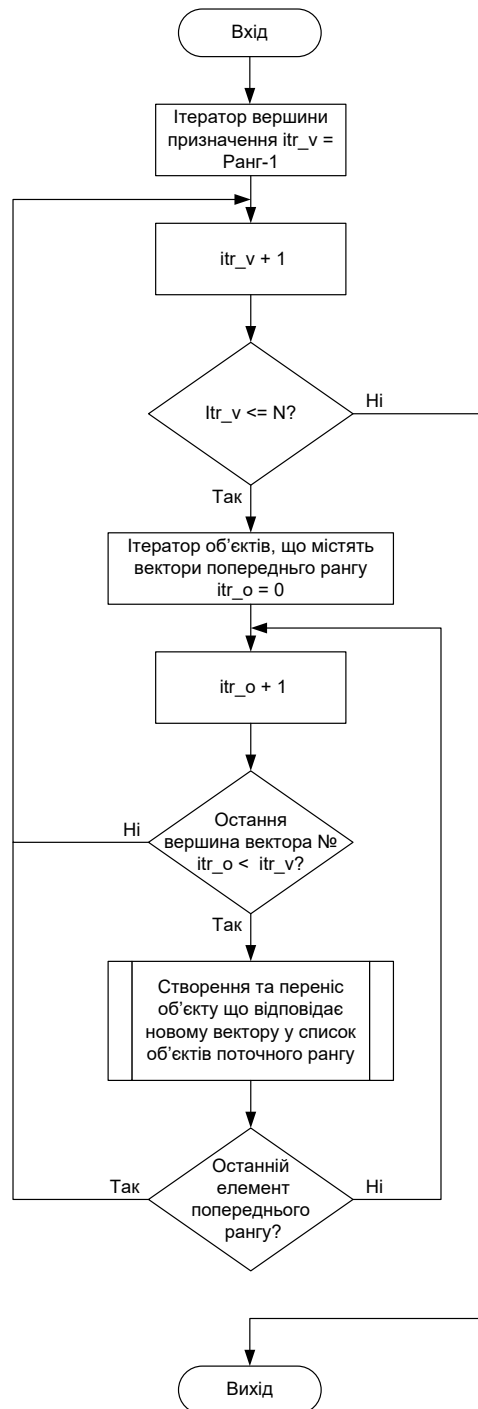 Вхід
Ітератор вершини
призначення itr_v =
Ранг-1
itr_v + 1
Itr_v <= N?
Ні
Так
Ітератор об’єктів, що містять
вектори попереднього рангу
itr_o = 0
itr_o + 1
Остання
вершина вектора №
itr_o < itr_v?
Ні
Так
Створення та переніс
об’єкту що відповідає
новому вектору у список
об’єктів поточного рангу
Останній
елемент
попереднього
рангу?
Так
Ні
Вихід